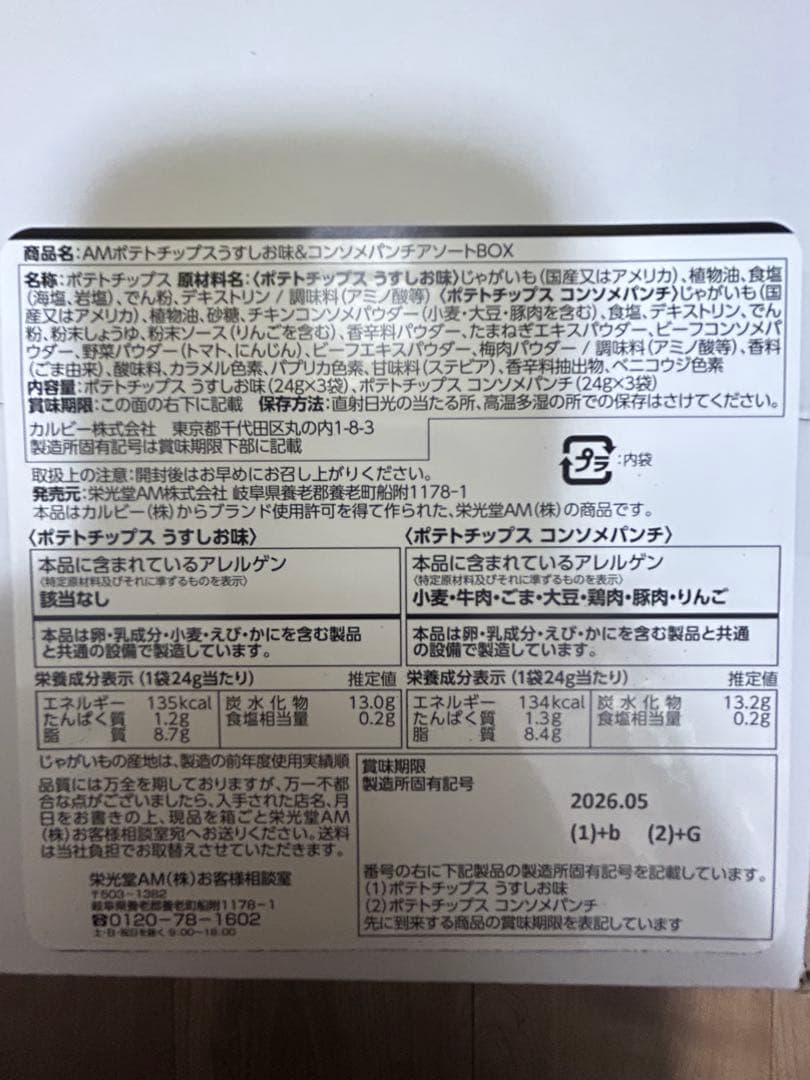 商品名:AMポテトチップスうすしお味&コンソメパンチアソートBOX
名称:ポテトチップス 原材料名:〈ポテトチップス うすしお味〉じゃがいも(国産又はアメリカ)、植物油、食塩
(海塩、岩塩)、でん粉、デキストリン / 調味料(アミノ酸等)〈ポテトチップス コンソメパンチ〉じゃがいも(国
産又はアメリカ)、植物油、砂糖、チキンコンソメパウダー(小麦・大豆・豚肉を含む)、食塩、デキストリン、でん
粉、粉末しょうゆ、粉末ソース(りんごを含む)、香辛料パウダー、たまねぎエキスパウダー、ビーフコンソメパ
ウダー、野菜パウダー(トマト、にんじん)、ビーフエキスパウダー、梅肉パウダー / 調味料(アミノ酸等)、香料
(ごま由来)、酸味料、カラメル色素、パプリカ色素、甘味料(ステビア)、香辛料抽出物、ベニコウジ色素
内容量:ポテトチップス うすしお味(24g×3袋)、ポテトチップス コンソメパンチ(24g×3袋)
賞味期限:この面の右下に記載 保存方法:直射日光の当たる所、高温多湿の所での保存はさけてください。
カルビー株式会社 東京都千代田区丸の内1-8-3
製造所固有記号は賞味期限下部に記載
プラ :内袋
取扱上の注意:開封後はお早めにお召し上がりください。
発売元:栄光堂AM株式会社 岐阜県養老郡養老町船附1178-1
本品はカルビー(株)からブランド使用許可を得て作られた、栄光堂AM(株)の商品です。
〈ポテトチップス うすしお味〉
本品に含まれているアレルゲン
〈特定原材料及びそれに準ずるものを表示〉
該当なし
本品は卵・乳成分・小麦・えび・かにを含む製品
と共通の設備で製造しています。
栄養成分表示(1袋24g当たり) 推定値
エネルギー 135kcal 炭水化物 13.0g
たんぱく質 1.2g 食塩相当量 0.2g
脂質 8.7g
〈ポテトチップス コンソメパンチ〉
本品に含まれているアレルゲン
〈特定原材料及びそれに準ずるものを表示〉
小麦・牛肉・ごま・大豆・鶏肉・豚肉・りんご
本品は卵・乳成分・えび・かにを含む製品と共通
の設備で製造しています。
栄養成分表示(1袋24g当たり) 推定値
エネルギー 134kcal 炭水化物 13.2g
たんぱく質 1.3g 食塩相当量 0.2g
脂質 8.4g
じゃがいもの産地は、製造の前年度使用実績順
品質には万全を期しておりますが、万一不都
合な点がございましたら、入手された店名、月
日をお書きの上、現品を箱ごと栄光堂AM
(株)お客様相談室宛へお送りください。送料
は当社負担でお取替えさせていただきます。
栄光堂AM(株)お客様相談室
〒503-1382
岐阜県養老郡養老町船附1178-1
☎0120-78-1602
土・日・祝日を除く 9:00~18:00
賞味期限
製造所固有記号
2026.05
(1)+b (2)+G
番号の右に下記製品の製造所固有記号を記載しています。
(1)ポテトチップス うすしお味
(2)ポテトチップス コンソメパンチ
先に到来する商品の賞味期限を表記しています